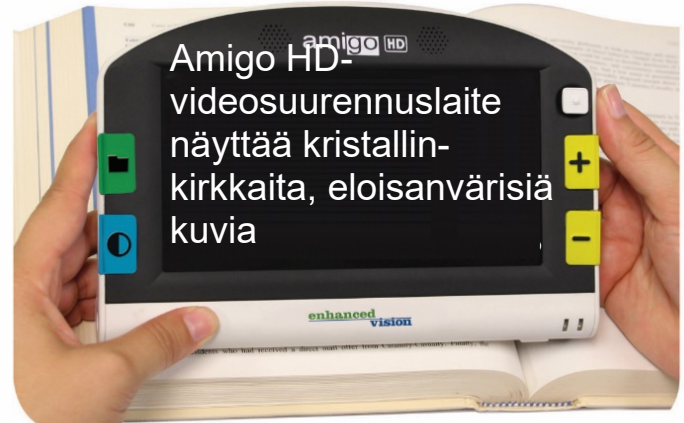 amigo HD
Amigo HD-
videosuurennuslaite
näyttää kristallin-
kirkkaita, eloisanvärisiä
kuvia
+
-
enhanced
vision